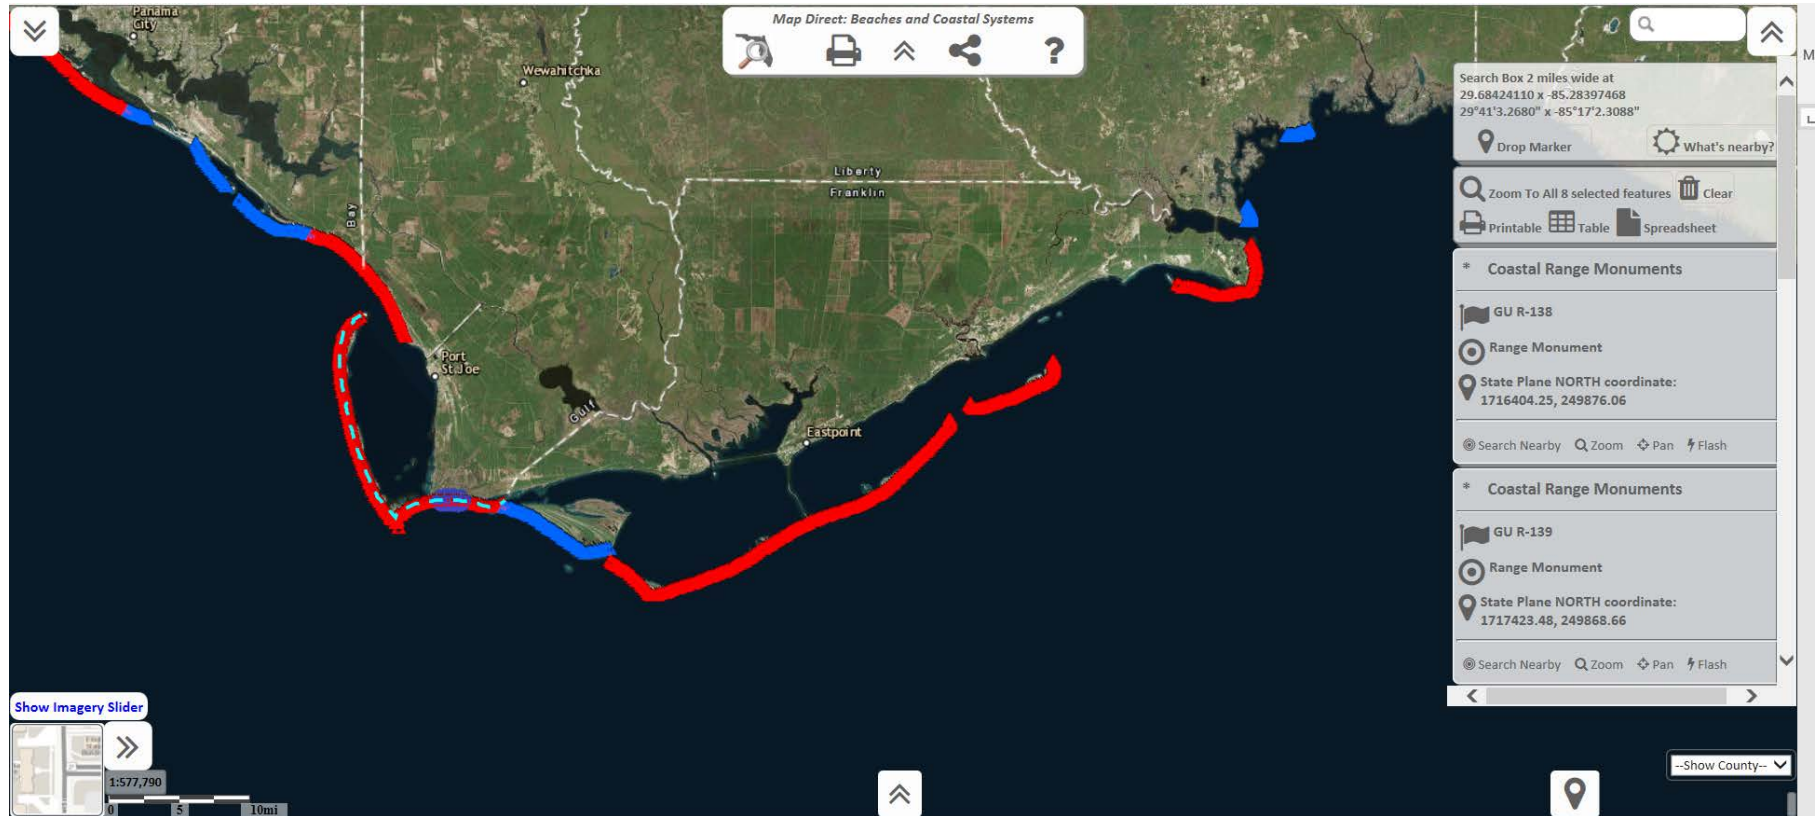 Panama
City
Map Direct: Beaches and Coastal Systems
?
Wewahitchka
Liberty
Franklin
Bay
Port
St Joe
Gulf
Eastpoint
Search Box 2 miles wide at
29.68424110 x -85.28397468
29°41'3.2680" x -85°17'2.3088"
Drop Marker What's nearby?
Zoom To All 8 selected features Clear
Printable Table Spreadsheet
* Coastal Range Monuments
GU R-138
Range Monument
State Plane NORTH coordinate:
1716404.25, 249876.06
Search Nearby Zoom Pan Flash
* Coastal Range Monuments
GU R-139
Range Monument
State Plane NORTH coordinate:
1717423.48, 249868.66
Search Nearby Zoom Pan Flash
Show Imagery Slider
1:577,790
0 5 10mi
--Show County--
M